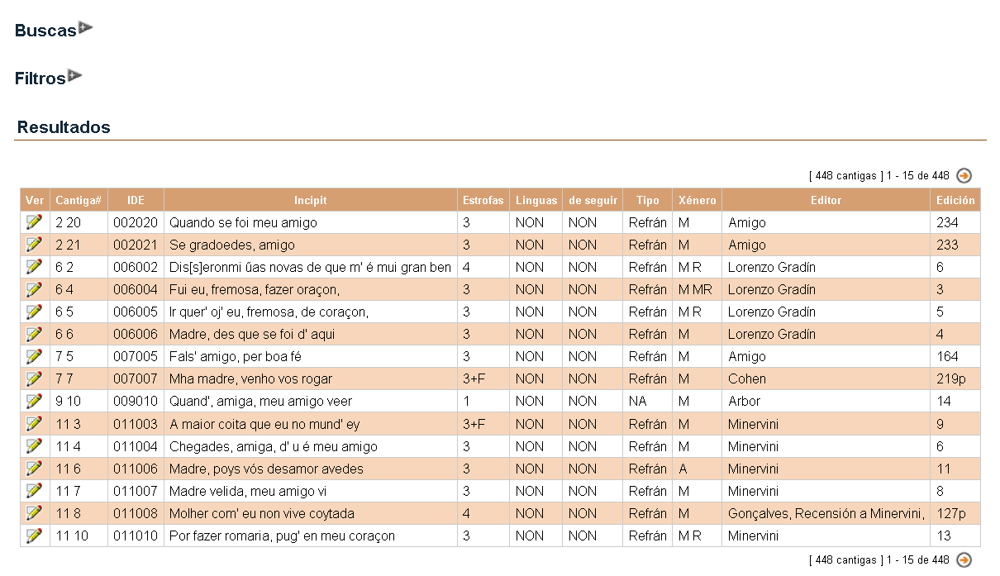 Buscas
Filtros
Resultados
[ 448 cantigas ] 1 - 15 de 448
Ver Cantiga# IDE Incipit Estrofas Linguas de seguir Tipo Xénero Editor Edición
2 20 002020 Quando se foi meu amigo 3 NON NON Refrán M Amigo 234
2 21 002021 Se gradoedes, amigo 3 NON NON Refrán M Amigo 233
6 2 006002 Dis[s]eronmi űas novas de que m' é mui gran ben 4 NON NON Refrán M R Lorenzo Gradín 6
6 4 006004 Fui eu, fremosa, fazer oraçon, 3 NON NON Refrán M MR Lorenzo Gradín 3
6 5 006005 Ir quer' oj' eu, fremosa, de coraçon, 3 NON NON Refrán M R Lorenzo Gradín 5
6 6 006006 Madre, des que se foi d' aqui 3 NON NON Refrán M Lorenzo Gradín 4
7 5 007005 Fals' amigo, per boa fé 3 NON NON Refrán M Amigo 164
7 7 007007 Mha madre, venho vos rogar 3+F NON NON Refrán M Cohen 219p
9 10 009010 Quand', amiga, meu amigo veer 1 NON NON NA M Arbor 14
11 3 011003 A maior coita que eu no mund' ey 3+F NON NON Refrán M Minervini 9
11 4 011004 Chegades, amiga, d' u é meu amigo 3 NON NON Refrán M Minervini 6
11 6 011006 Madre, poys vós desamor avedes 3 NON NON Refrán A Minervini 11
11 7 011007 Madre velida, meu amigo vi 3 NON NON Refrán M Minervini 8
11 8 011008 Molher com' eu non vive coytada 4 NON NON Refrán M Gonçalves, Recensión a Minervini, 127p
11 10 011010 Por fazer romaria, pug' en meu coraçon 3 NON NON Refrán M R Minervini 13
[ 448 cantigas ] 1 - 15 de 448